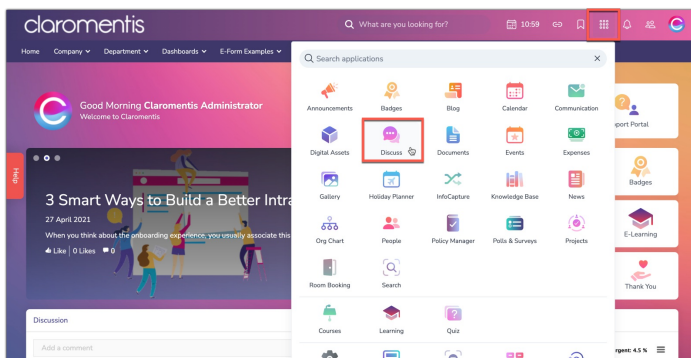 claromentis
What are you looking for?
10:59
Home Company Department Dashboards E-Form Examples
Search applications
Good Morning Claromentis Administrator
Welcome to Claromentis
Announcements Badges Blog Calendar Communication
port Portal
Digital Assets Discuss Documents Events Expenses
Help
Badges
3 Smart Ways to Build a Better Intra
27 April 2021
When you think about the onboarding experience, you usually associate this
Like 0 Likes 0
Gallery Holiday Planner InfoCapture Knowledge Base News
E-Learning
Org Chart People Policy Manager Polls & Surveys Projects
Room Booking Search
Thank You
Courses Learning Quiz
Discussion
Add a comment
rgent: 4.5 %